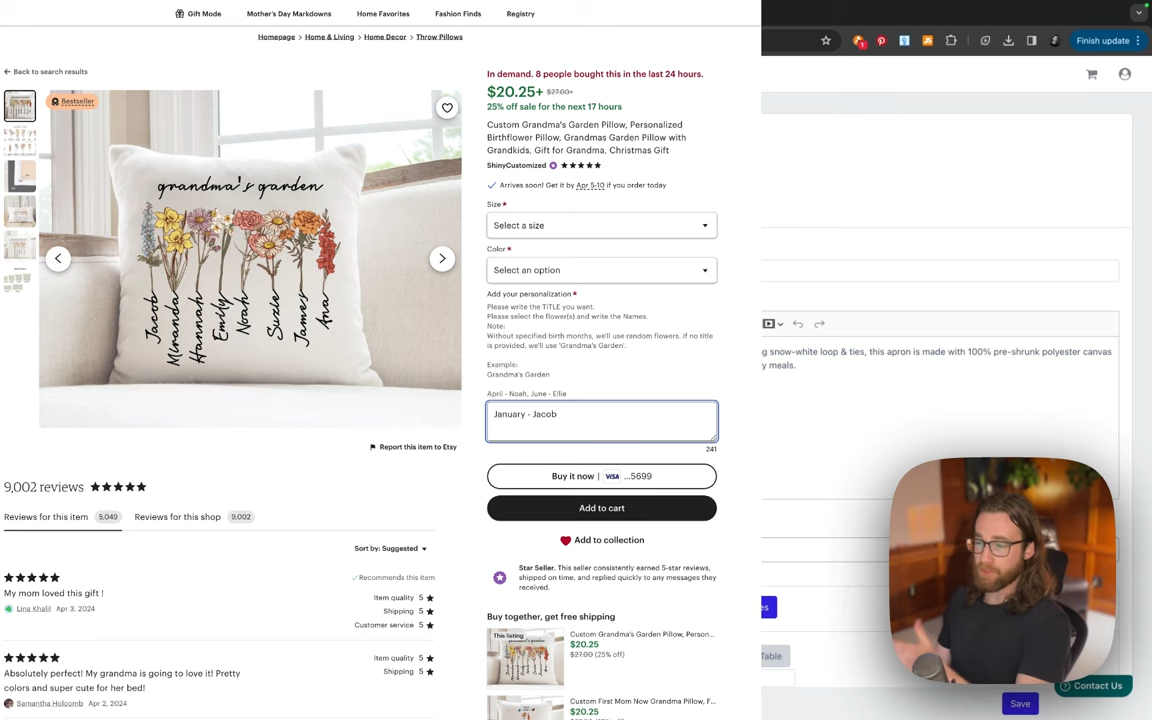 Gift Mode
Mother's Day Markdowns
Home Favorites
Fashion Finds
Registry
Homepage > Home & Living > Home Decor > Throw Pillows
Finish update
← Back to search results
Bestseller
grandma's garden
Jacob
Miranda
Hannah
Emily
Noah
Suzie
James
Ana
Report this item to Etsy
In demand. 8 people bought this in the last 24 hours.
$20.25+ $27.00+
25% off sale for the next 17 hours
Custom Grandma's Garden Pillow, Personalized
Birthflower Pillow, Grandmas Garden Pillow with
Grandkids, Gift for Grandma, Christmas Gift
ShinyCustomized ★★★★★
Arrives soon! Get it by Apr 5-10 if you order today
Size *
Select a size
Color *
Select an option
Add your personalization *
Please write the TITLE you want.
Please select the flower(s) and write the Names.
Note:
Without specified birth months, we'll use random flowers. If no title
is provided, we'll use 'Grandma's Garden'.
Example:
Grandma's Garden
April - Noah, June - Ellie
January - Jacob
241
Buy it now | VISA ...5699
Add to cart
Add to collection
Star Seller. This seller consistently earned 5-star reviews,
shipped on time, and replied quickly to any messages they
received.
Buy together, get free shipping
This listing
Custom Grandma's Garden Pillow, Person...
$20.25
$27.00 (25% off)
Custom First Mom Now Grandma Pillow, F...
$20.25
9,002 reviews ★★★★★
Reviews for this item 5,049
Reviews for this shop 9,002
Sort by: Suggested
★★★★★
My mom loved this gift !
Lina Khalil Apr 3, 2024
Recommends this item
Item quality 5 ★
Shipping 5 ★
Customer service 5 ★
★★★★★
Absolutely perfect! My grandma is going to love it! Pretty
colors and super cute for her bed!
Samantha Holcomb Apr 2, 2024
Item quality 5 ★
Shipping 5 ★
g snow-white loop & ties, this apron is made with 100% pre-shrunk polyester canvas
y meals.
es
Table
Contact Us
Save